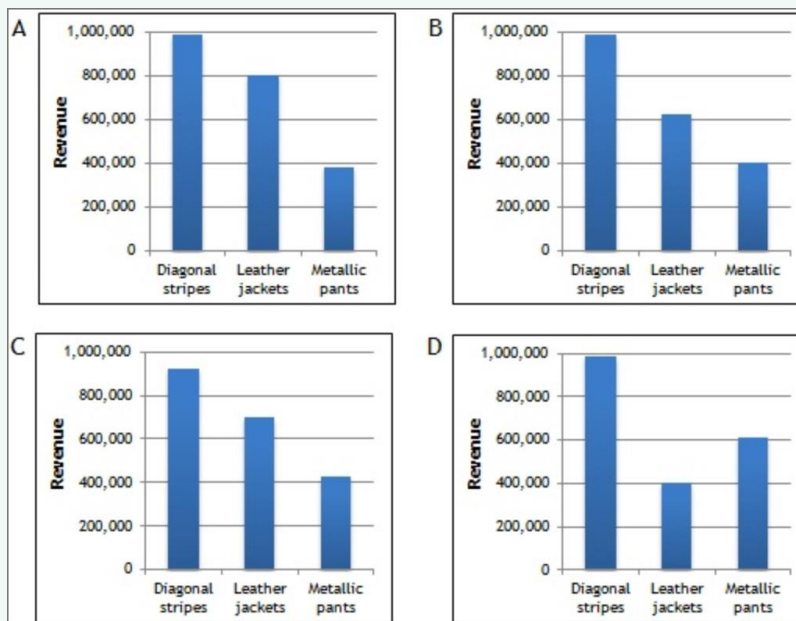 A
Revenue
1,000,000
800,000
600,000
400,000
200,000
0
Diagonal stripes
Leather jackets
Metallic pants
B
Revenue
1,000,000
800,000
600,000
400,000
200,000
0
Diagonal stripes
Leather jackets
Metallic pants
C
Revenue
1,000,000
800,000
600,000
400,000
200,000
0
Diagonal stripes
Leather jackets
Metallic pants
D
Revenue
1,000,000
800,000
600,000
400,000
200,000
0
Diagonal stripes
Leather jackets
Metallic pants